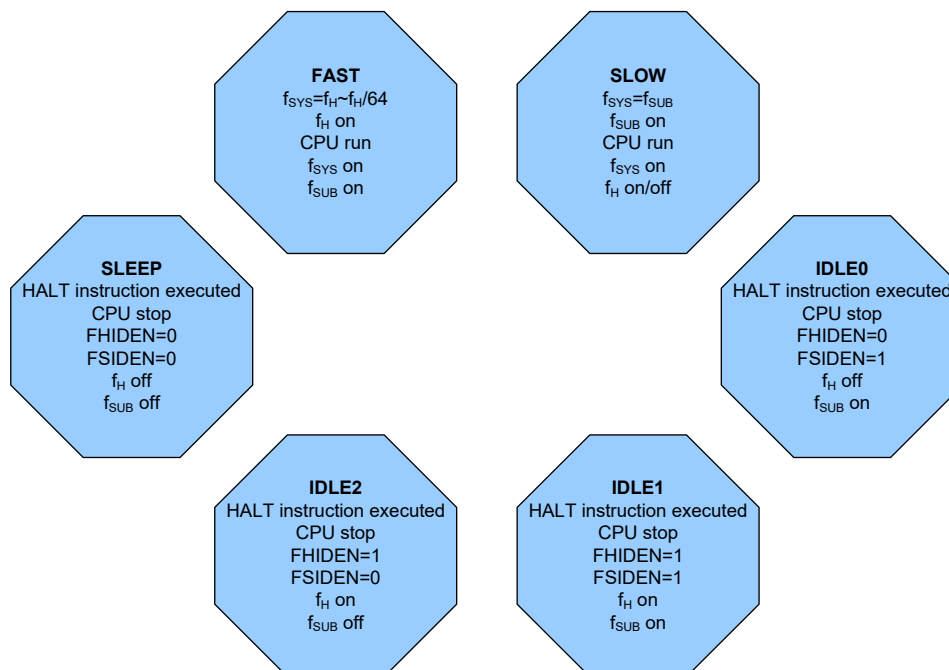 FAST
fSYS=fH~fH/64
fH on
CPU run
fSYS on
fSUB on
SLOW
fSYS=fSUB
fSUB on
CPU run
fSYS on
fH on/off
SLEEP
HALT instruction executed
CPU stop
FHIDEN=0
FSIDEN=0
fH off
fSUB off
IDLE0
HALT instruction executed
CPU stop
FHIDEN=0
FSIDEN=1
fH off
fSUB on
IDLE2
HALT instruction executed
CPU stop
FHIDEN=1
FSIDEN=0
fH on
fSUB off
IDLE1
HALT instruction executed
CPU stop
FHIDEN=1
FSIDEN=1
fH on
fSUB on